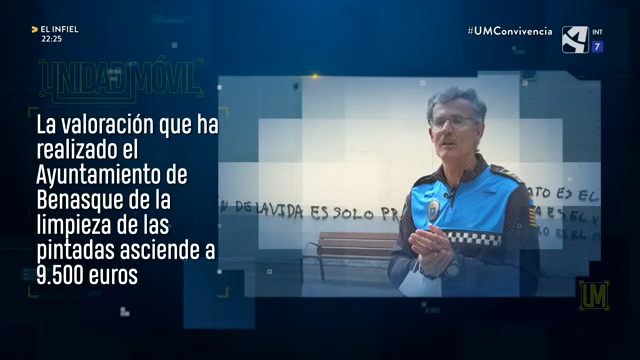 EL INFIEL
22:25
#UMConvivencia
INT
7
UNIDAD MÓVIL
La valoración que ha
realizado el
Ayuntamiento de
Benasque de la
limpieza de las
pintadas asciende a
9.500 euros
DE LA VIDA ES SOLO
ES EL
UM